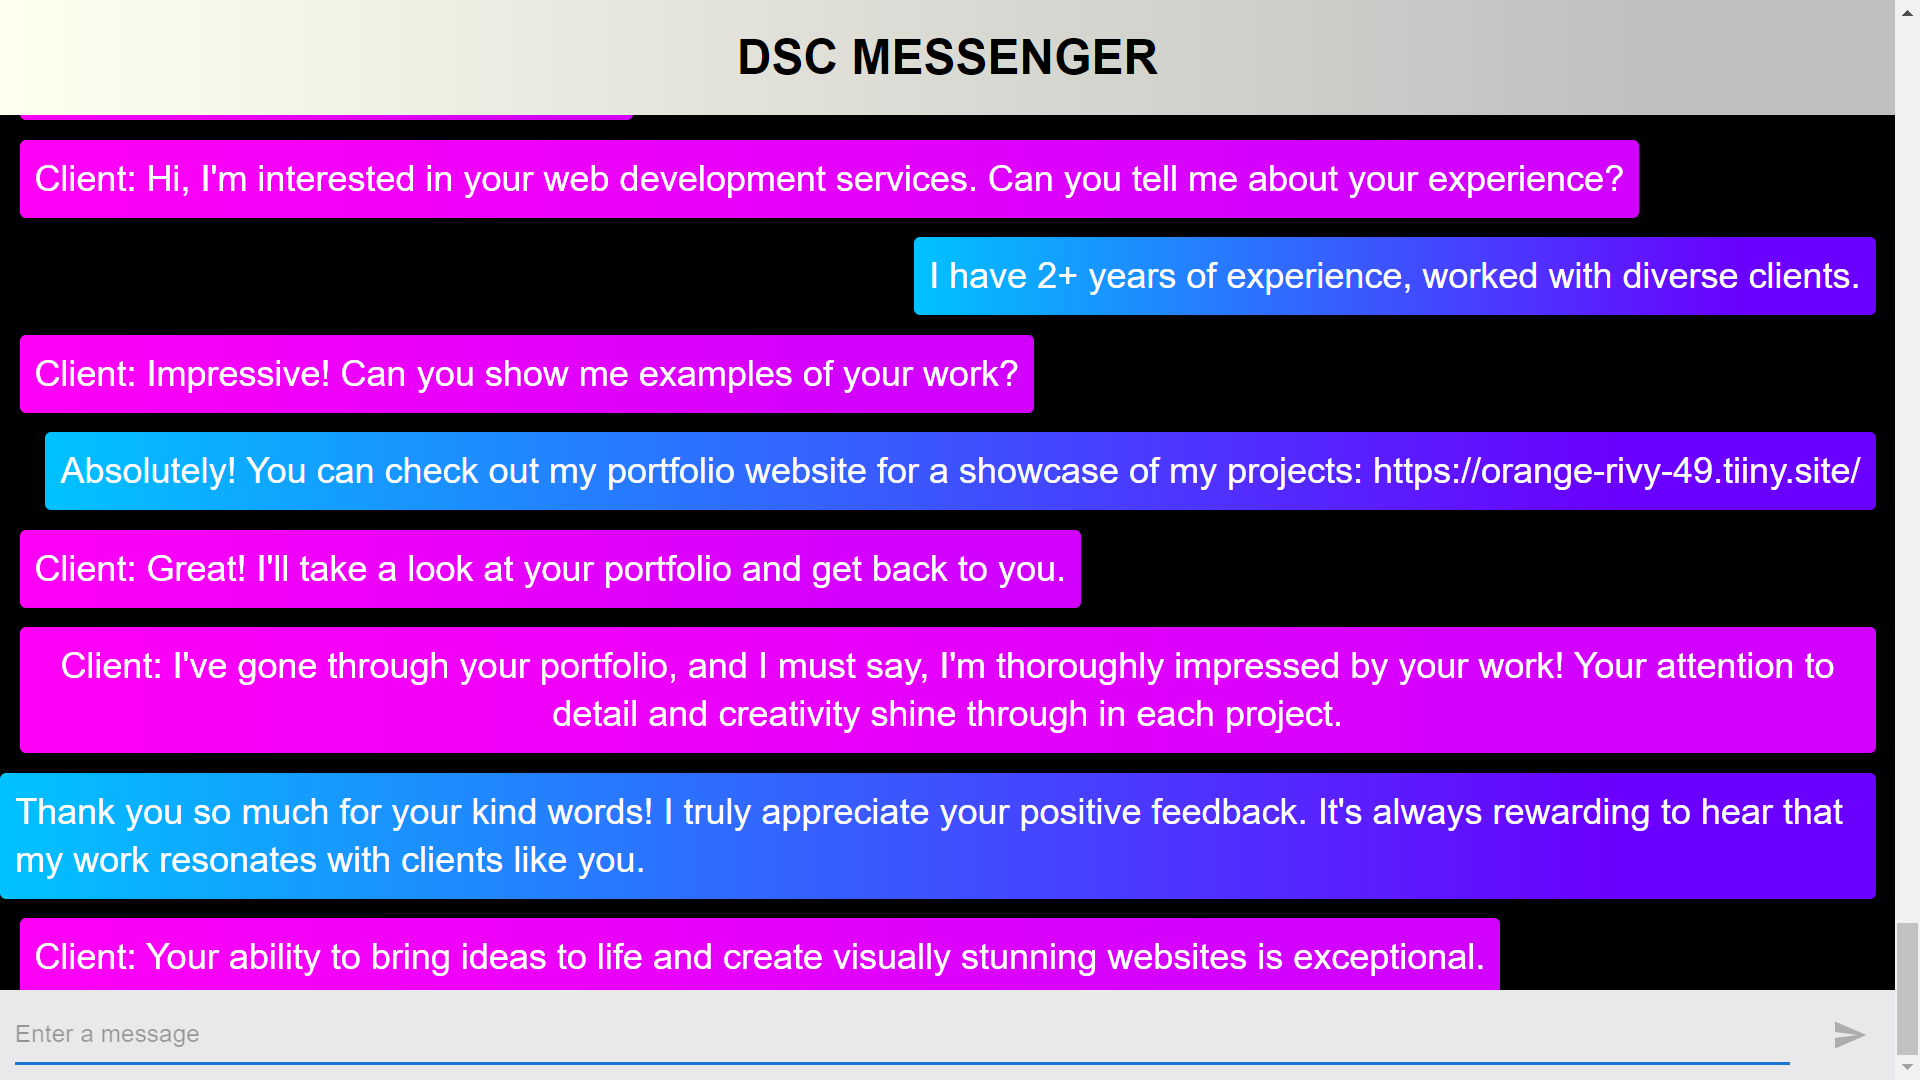 DSC MESSENGER
Client: Hi, I'm interested in your web development services. Can you tell me about your experience?
I have 2+ years of experience, worked with diverse clients.
Client: Impressive! Can you show me examples of your work?
Absolutely! You can check out my portfolio website for a showcase of my projects: https://orange-rivy-49.tiiny.site/
Client: Great! I'll take a look at your portfolio and get back to you.
Client: I've gone through your portfolio, and I must say, I'm thoroughly impressed by your work! Your attention to
detail and creativity shine through in each project.
Thank you so much for your kind words! I truly appreciate your positive feedback. It's always rewarding to hear that
my work resonates with clients like you.
Client: Your ability to bring ideas to life and create visually stunning websites is exceptional.
Enter a message